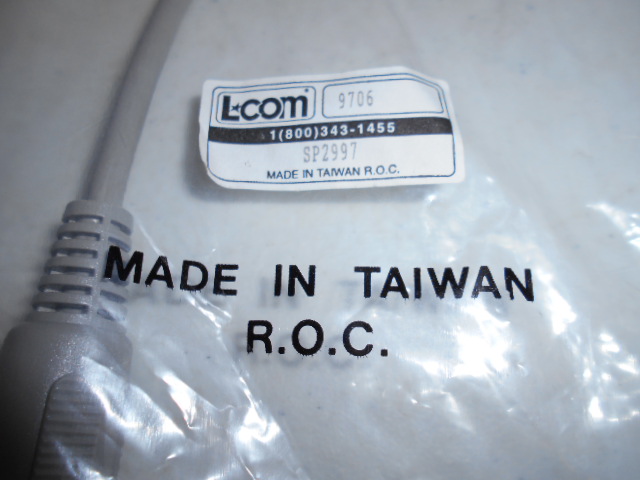 L-com 9706
1(800)343-1455
SP2997
MADE IN TAIWAN R.O.C.
MADE IN TAIWAN
R.O.C.